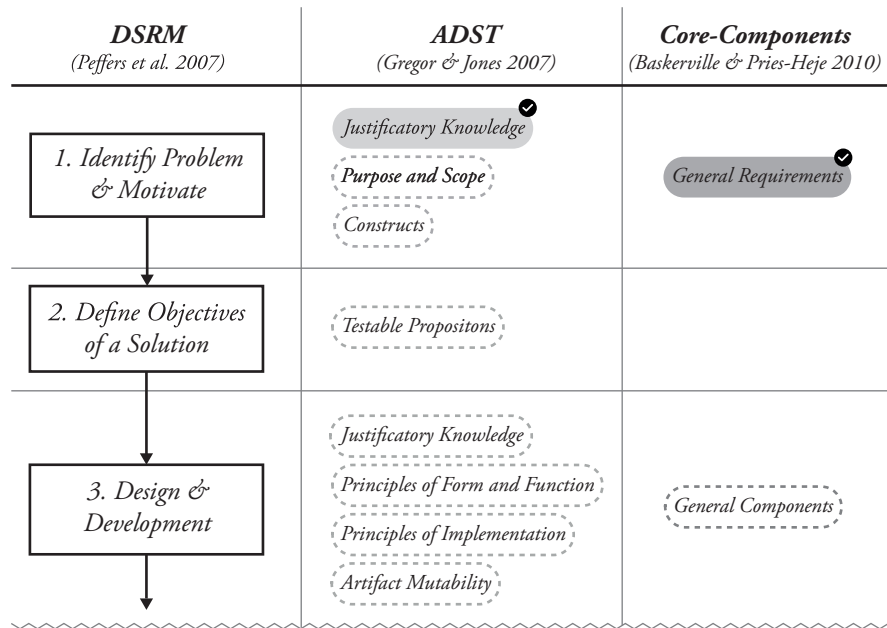 DSRM
(Peffers et al. 2007)
ADST
(Gregor & Jones 2007)
Core-Components
(Baskerville & Pries-Heje 2010)
1. Identify Problem
& Motivate
Justificatory Knowledge
Purpose and Scope
Constructs
General Requirements
2. Define Objectives
of a Solution
Testable Propositons
3. Design &
Development
Justificatory Knowledge
Principles of Form and Function
Principles of Implementation
Artifact Mutability
General Components